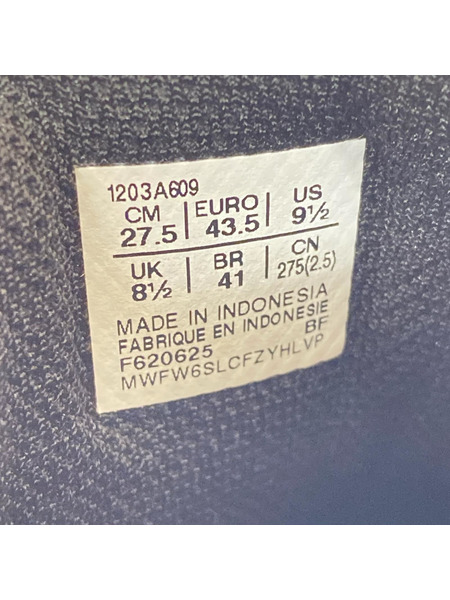 1203A609
CM | EURO | US
27.5 | 43.5 | 9½
UK | BR | CN
8½ | 41 | 275(2.5)
MADE IN INDONESIA
FABRIQUE EN INDONESIE
F620625 BF
MWFW6SLCFZYHLVP